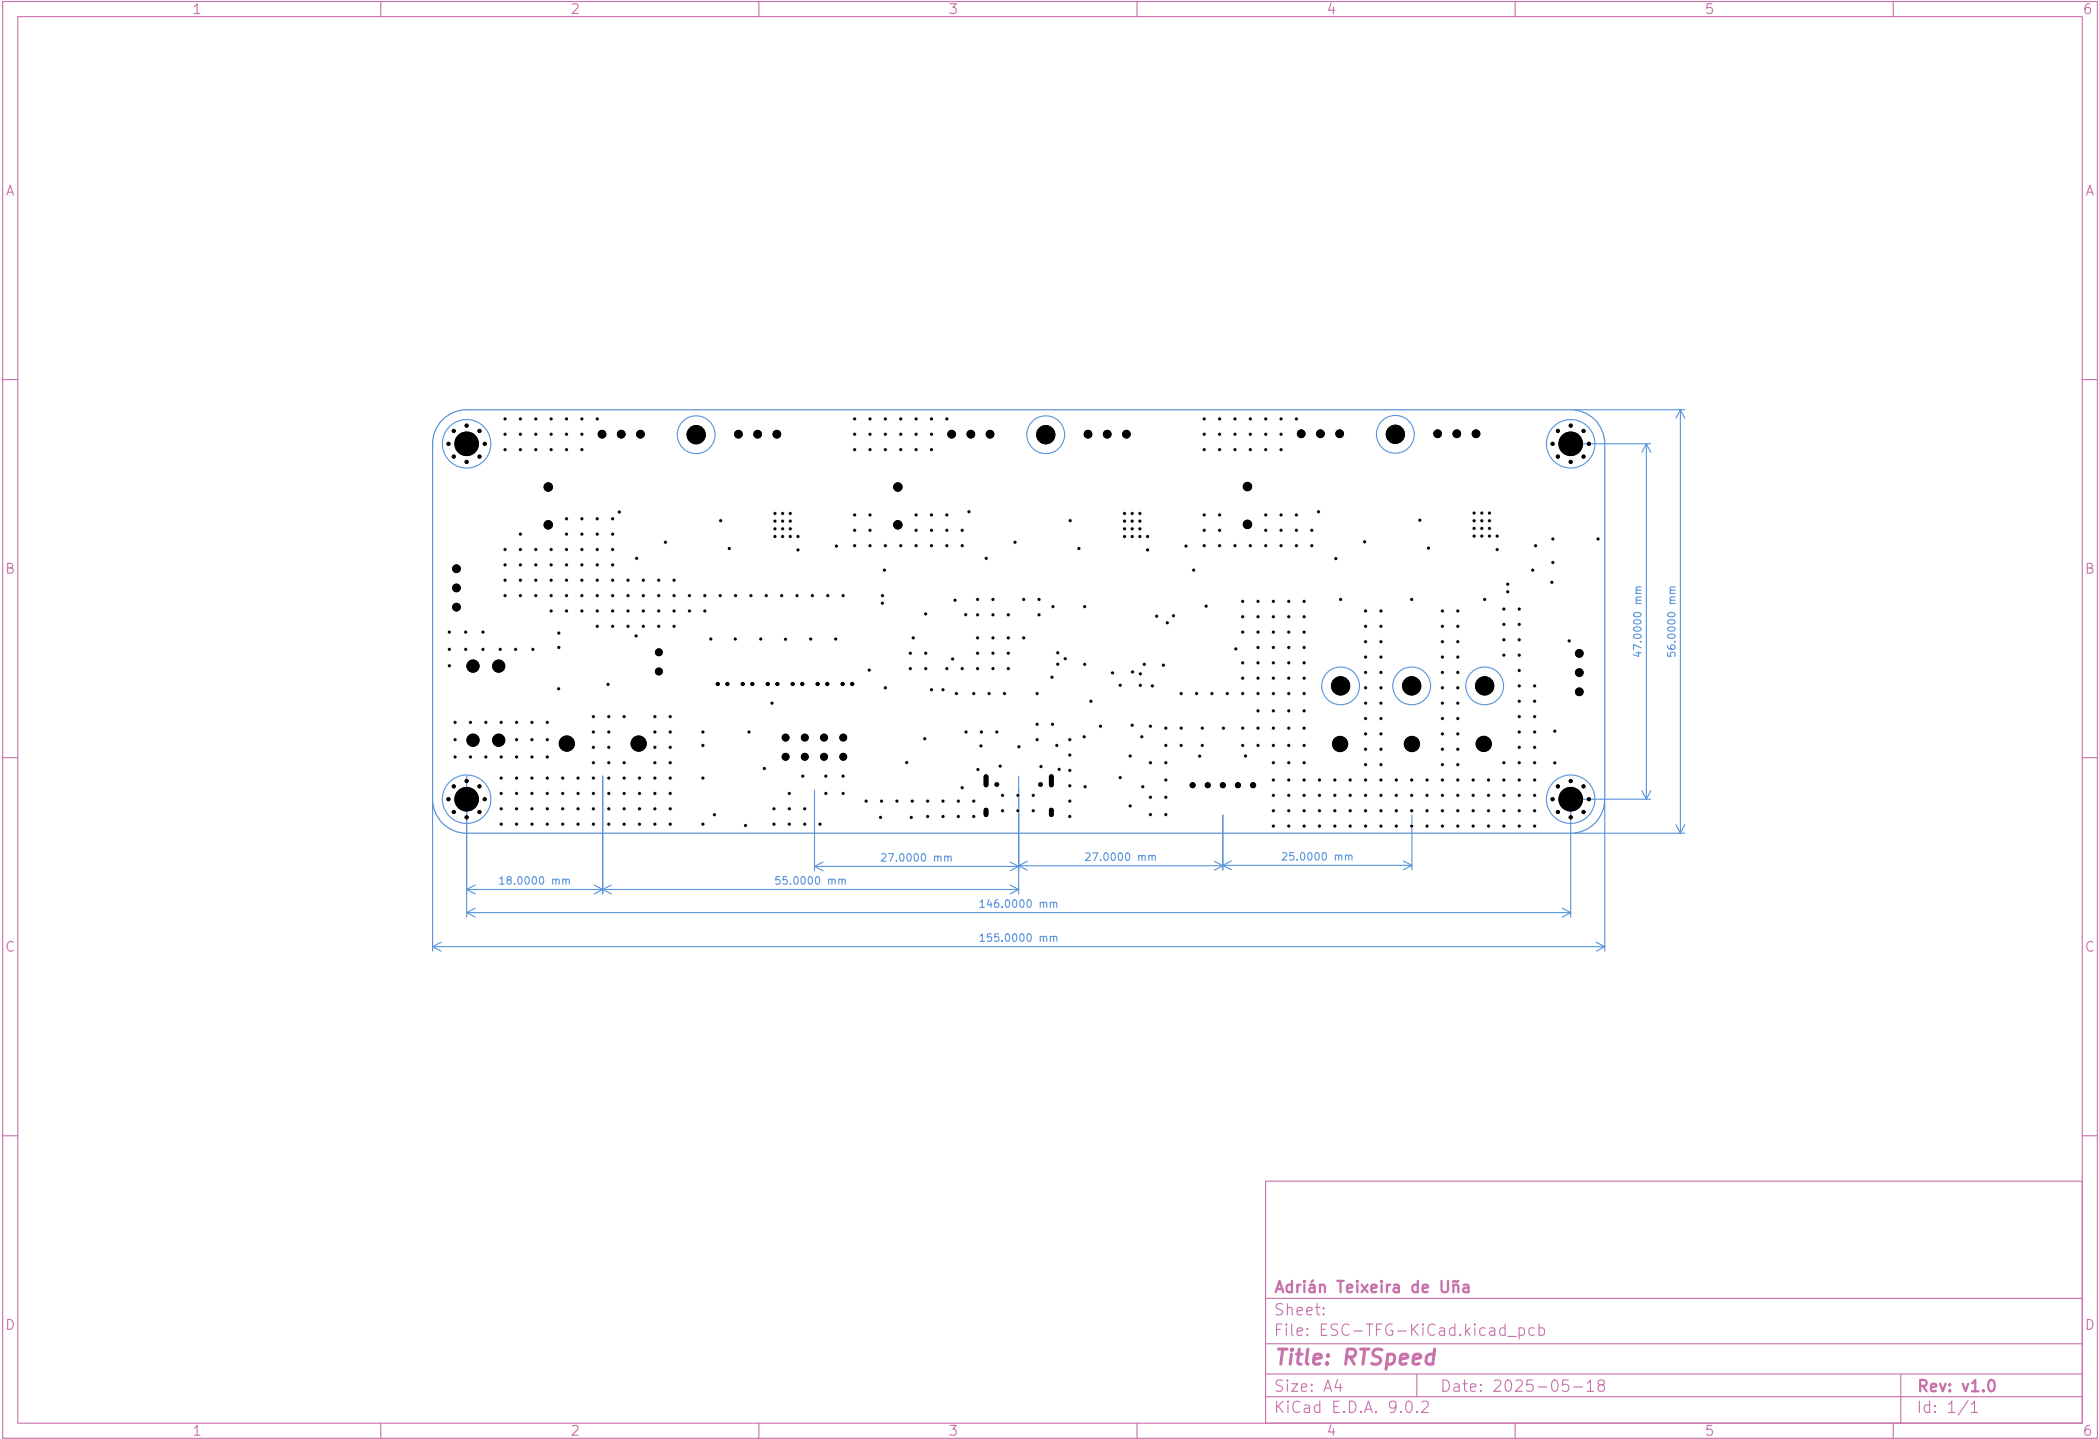 1 2 3 4 5 6
A A
B B
47.0000 mm
56.0000 mm
27.0000 mm 27.0000 mm 25.0000 mm
18.0000 mm 55.0000 mm
146.0000 mm
155.0000 mm
C C
Adrián Teixeira de Uña
Sheet:
File: ESC-TFG-KiCad.kicad_pcb
D D
Title: RTSpeed
Size: A4 Date: 2025-05-18 Rev: v1.0
KiCad E.D.A. 9.0.2 Id: 1/1
1 2 3 4 5 6